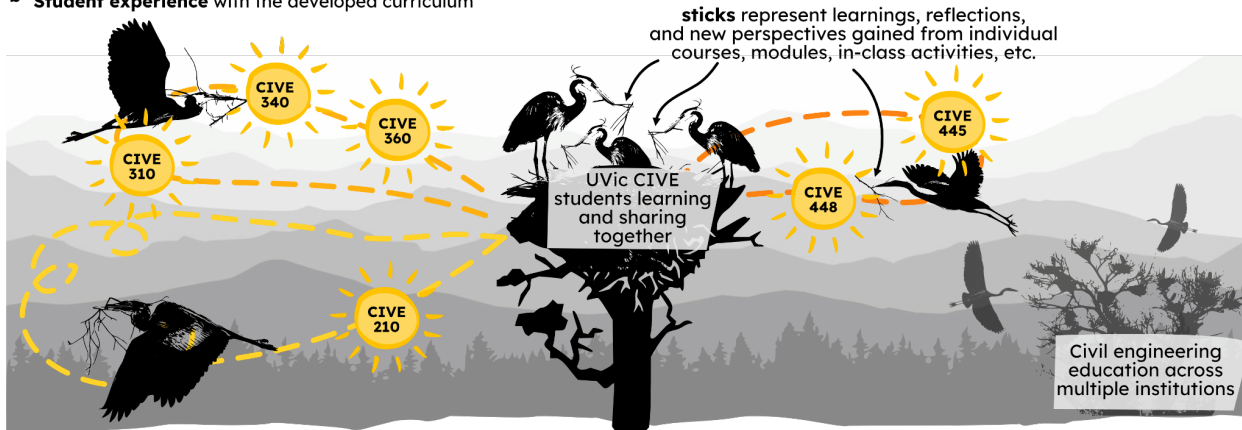 Student experience with the developed curriculum
sticks represent learnings, reflections,
and new perspectives gained from individual
courses, modules, in-class activities, etc.
CIVE
340
CIVE
360
CIVE
310
CIVE
210
UVic CIVE
students learning
and sharing
together
CIVE
445
CIVE
448
Civil engineering
education across
multiple institutions